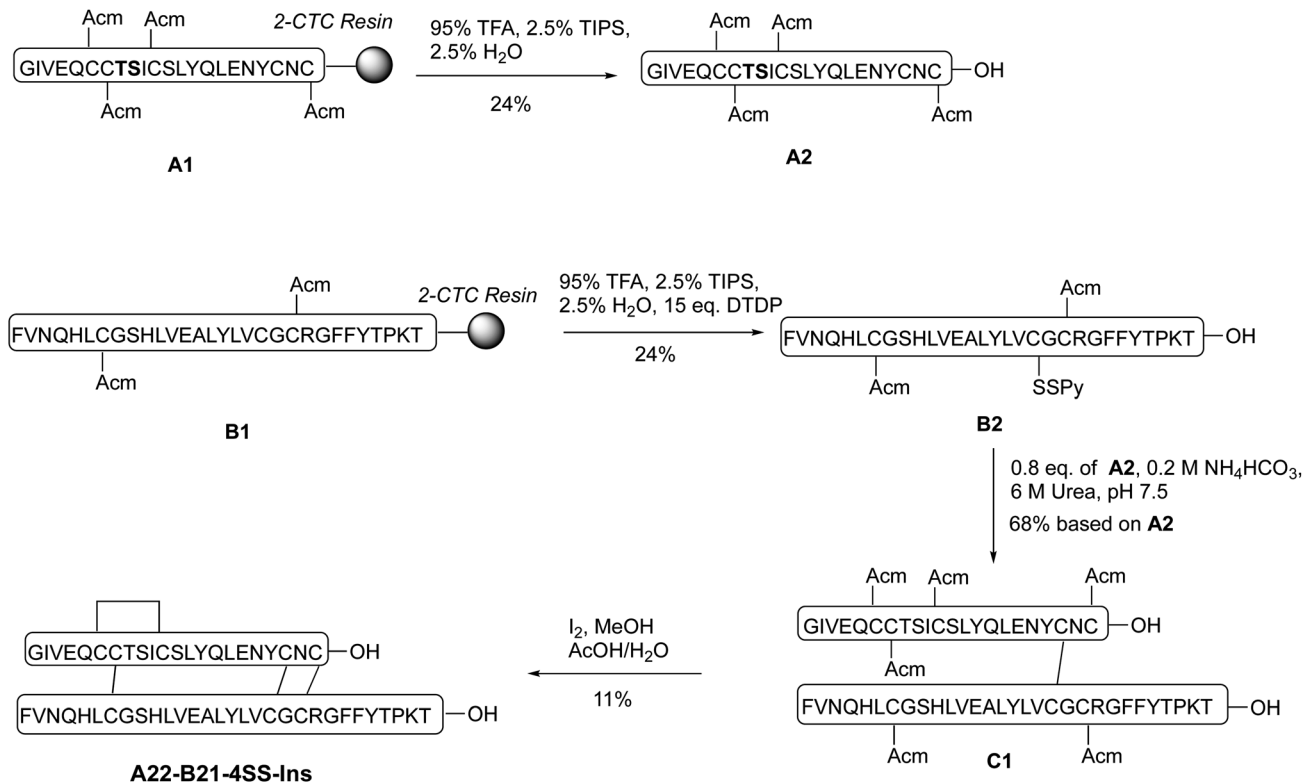 Acm
Acm
2-CTC Resin
GIVEQCCTSICSLYQLENYCNC
Acm
Acm
A1
95% TFA, 2.5% TIPS,
2.5% H₂O
24%
Acm
Acm
GIVEQCCTSICSLYQLENYCNC
OH
Acm
Acm
A2
Acm
2-CTC Resin
FVNQHLCGSHLVEALYLVCGCRGFFYTPKT
Acm
B1
95% TFA, 2.5% TIPS,
2.5% H₂O, 15 eq. DTDP
24%
Acm
FVNQHLCGSHLVEALYLVCGCRGFFYTPKT
OH
Acm
SSPy
B2
0.8 eq. of A2, 0.2 M NH₄HCO₃,
6 M Urea, pH 7.5
68% based on A2
Acm
Acm
Acm
GIVEQCCTSICSLYQLENYCNC
OH
Acm
FVNQHLCGSHLVEALYLVCGCRGFFYTPKT
OH
Acm
Acm
C1
I₂, MeOH
AcOH/H₂O
11%
GIVEQCCTSICSLYQLENYCNC
OH
FVNQHLCGSHLVEALYLVCGCRGFFYTPKT
OH
A22-B21-4SS-Ins